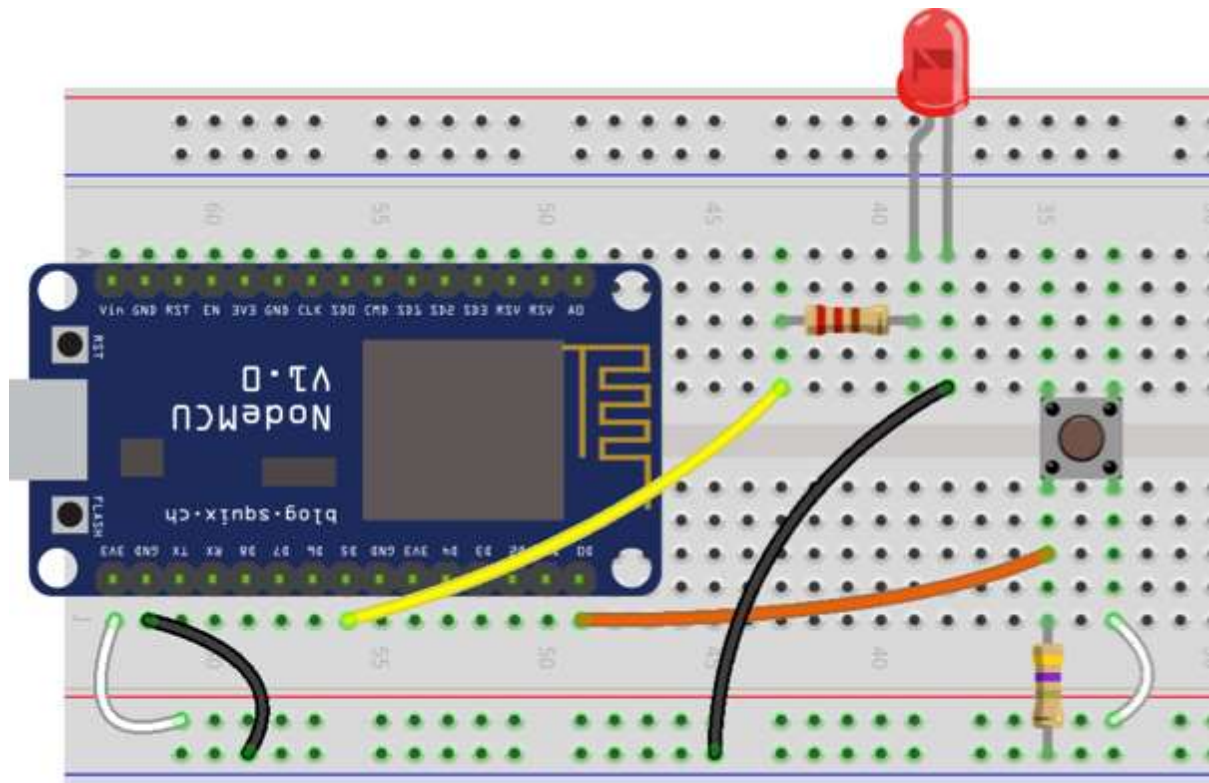 60 55 50 45 40 35
A
Vin GND RST EN 3V3 GND CLK SD0 CMD SD1 SD2 SD3 RSV RSV A0
RST
V1.0
NodeMCU
FLASH
blog.squix.ch
3V3 GND TX RX D8 D7 D6 D5 GND 3V3 D4 D3 D0
J
60 55 50 45 40